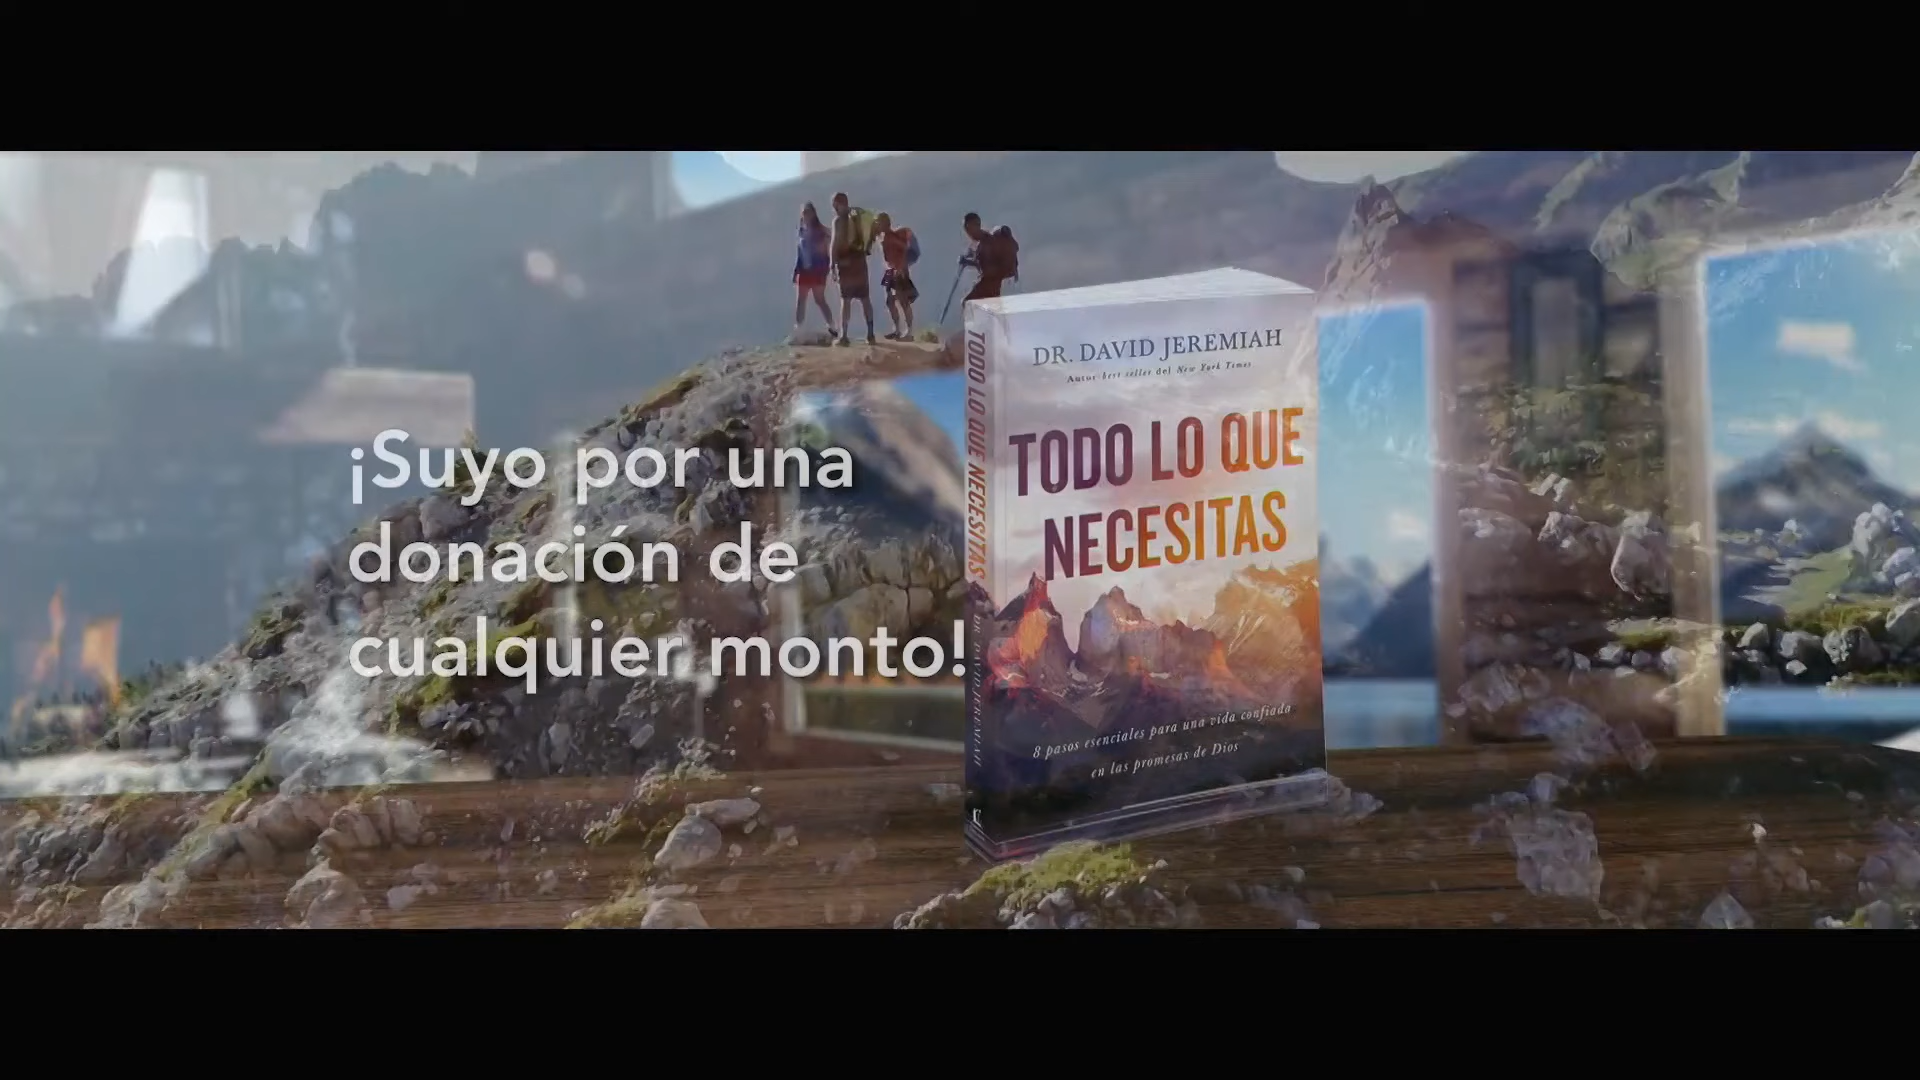 ¡Suyo por una
donación de
cualquier monto!
DR. DAVID JEREMIAH
Autor best seller del New York Times
TODO LO QUE
NECESITAS
8 pasos esenciales para una vida confiada
en las promesas de Dios
TODO LO QUE NECESITAS
DR. DAVID JEREMIAH